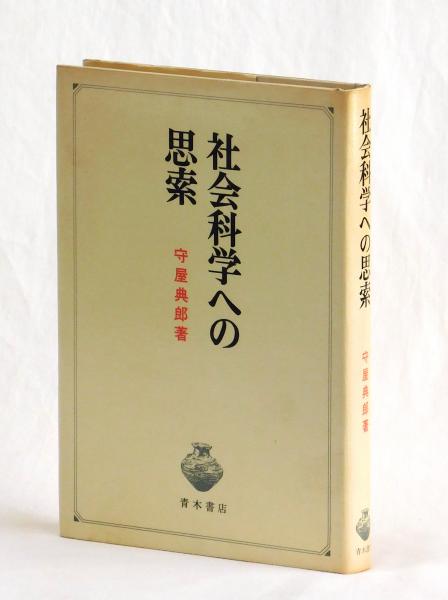 社会科学への
思索
守屋典郎著
青木書店
社会科学への思索
守屋典郎著
青木書店